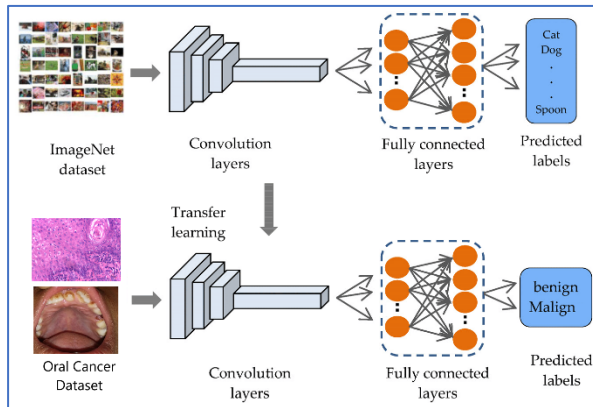 Cat
Dog
.
.
.
Spoon
ImageNet
dataset
Convolution
layers
Fully connected
layers
Predicted
labels
Transfer
learning
benign
Malign
Oral Cancer
Dataset
Convolution
layers
Fully connected
layers
Predicted
labels